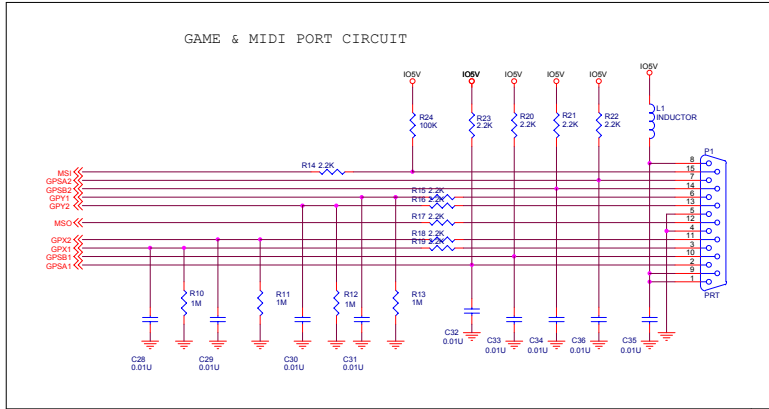 GAME & MIDI PORT CIRCUIT
IO5V IO5V IO5V IO5V IO5V IO5V
R24
100K
R23
2.2K
R20
2.2K
R21
2.2K
R22
2.2K
L1
INDUCTOR
P1
R14 2.2K
MSI
GPSA2
GPSB2
GPY1
GPY2
MSO
GPX2
GPX1
GPSB1
GPSA1
R15 2.2K
R16 2.2K
R17 2.2K
R18 2.2K
R19 2.2K
8
15
7
14
6
13
5
12
4
11
3
10
2
9
1
PRT
R10
1M
R11
1M
R12
1M
R13
1M
C28
0.01U
C29
0.01U
C30
0.01U
C31
0.01U
C32
0.01U
C33
0.01U
C34
0.01U
C36
0.01U
C35
0.01U